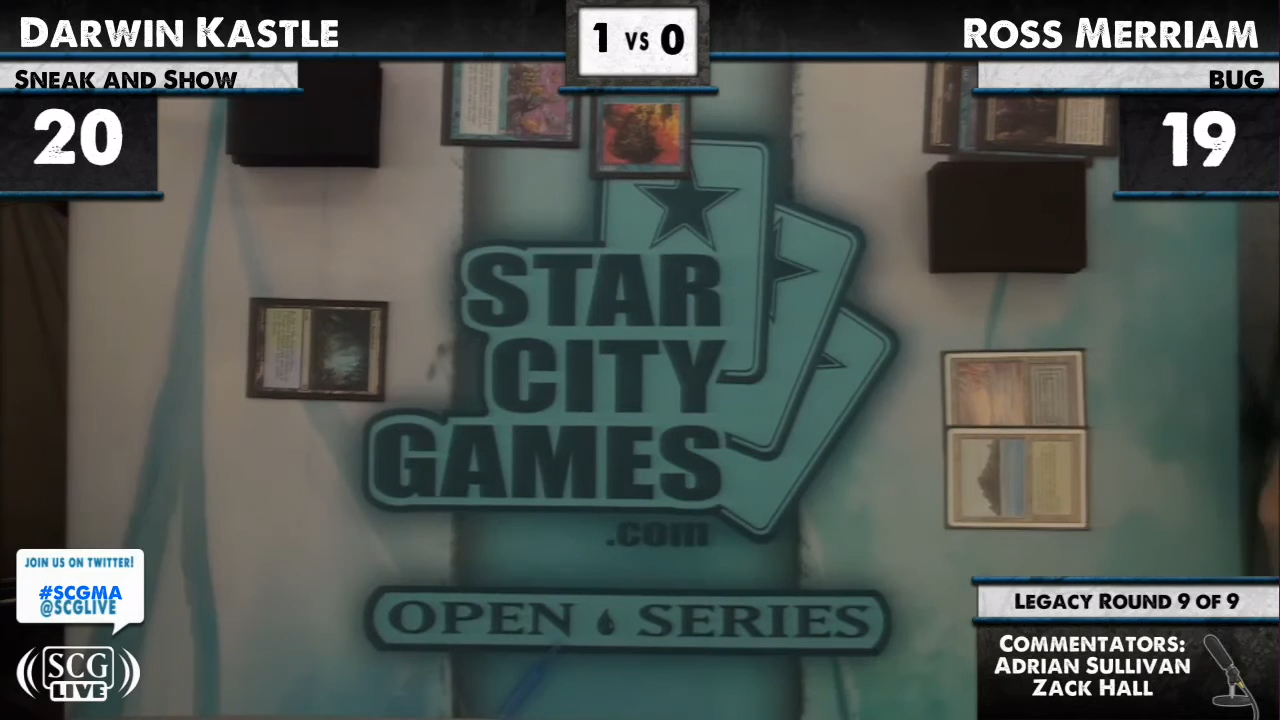 DARWIN KASTLE
1 VS 0
ROSS MERRIAM
SNEAK AND SHOW
BUG
20
19
STAR
CITY
GAMES
.com
OPEN SERIES
JOIN US ON TWITTER!
#SCGMA
@SCGLIVE
SCG
LIVE
LEGACY ROUND 9 OF 9
COMMENTATORS:
ADRIAN SULLIVAN
ZACK HALL